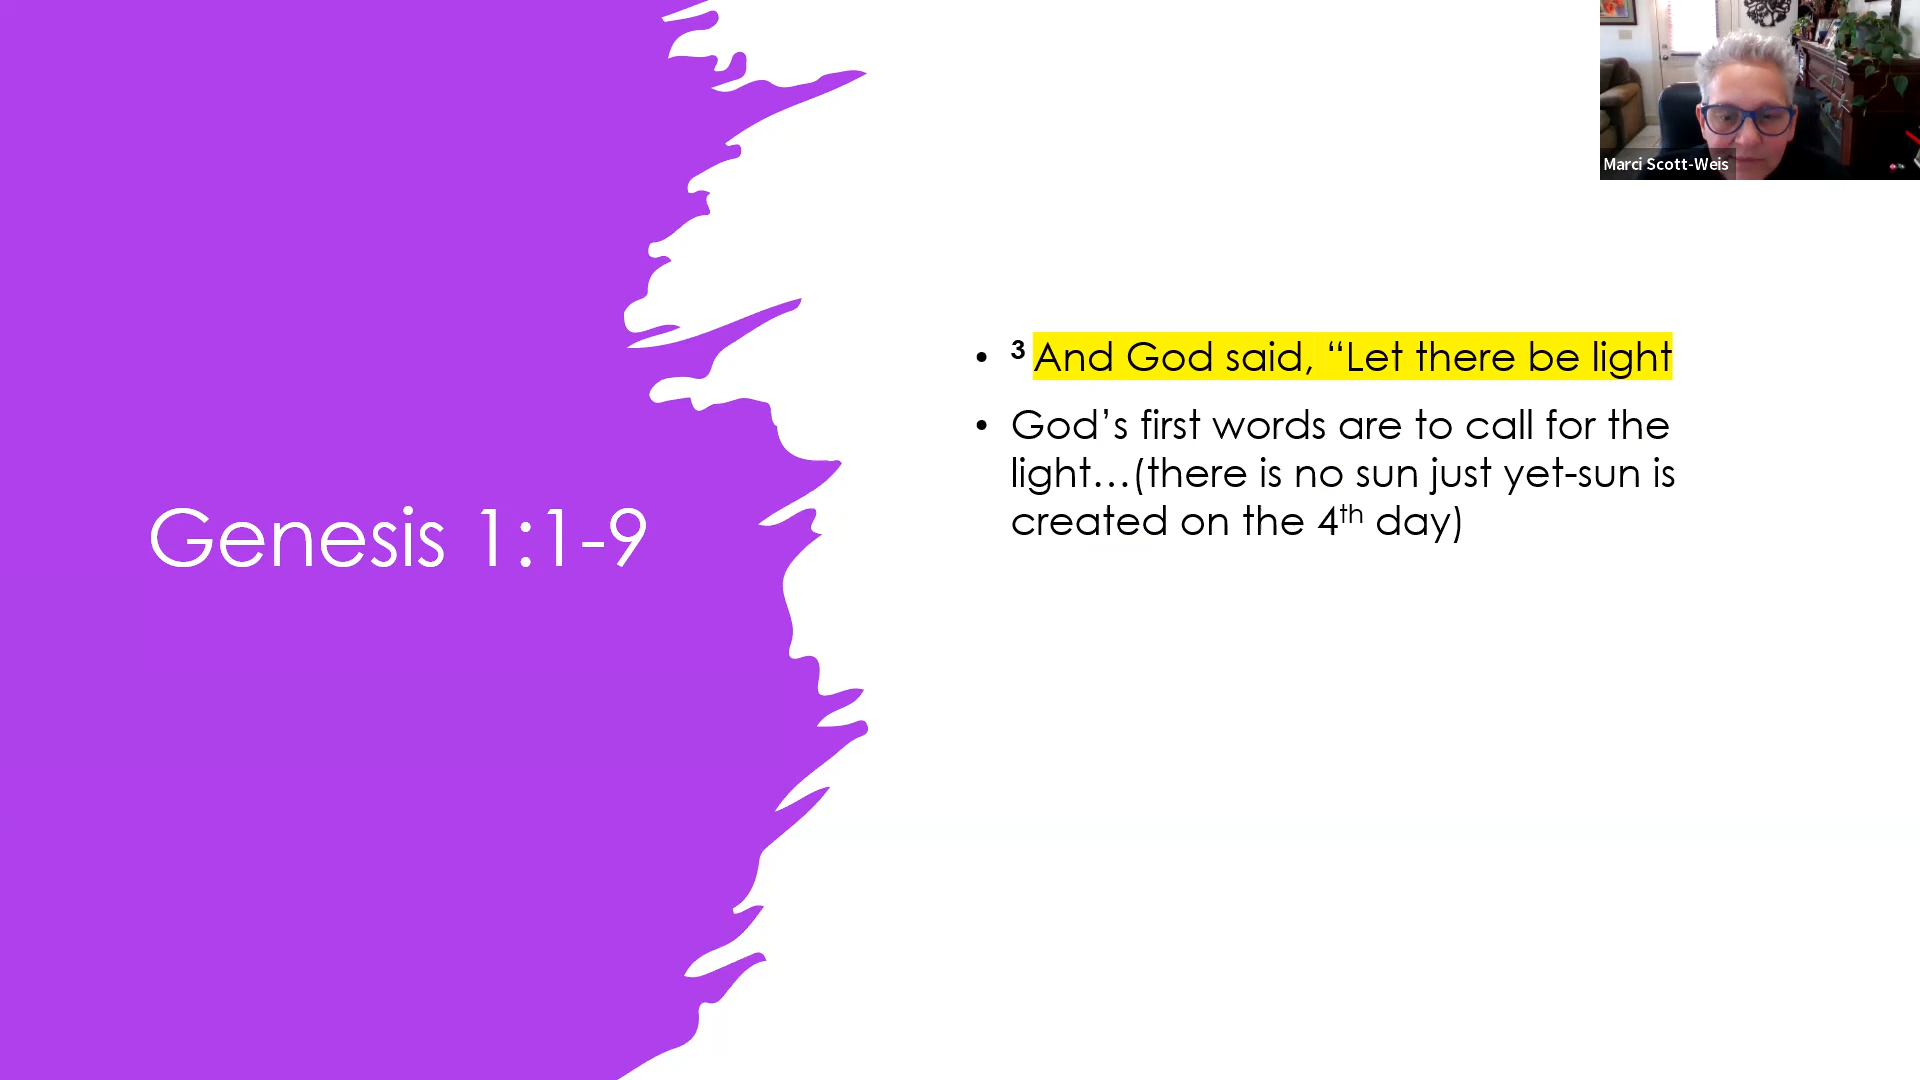 Marci Scott-Weis
Genesis 1:1-9
• 3 And God said, “Let there be light
• God’s first words are to call for the
light…(there is no sun just yet-sun is
created on the 4th day)